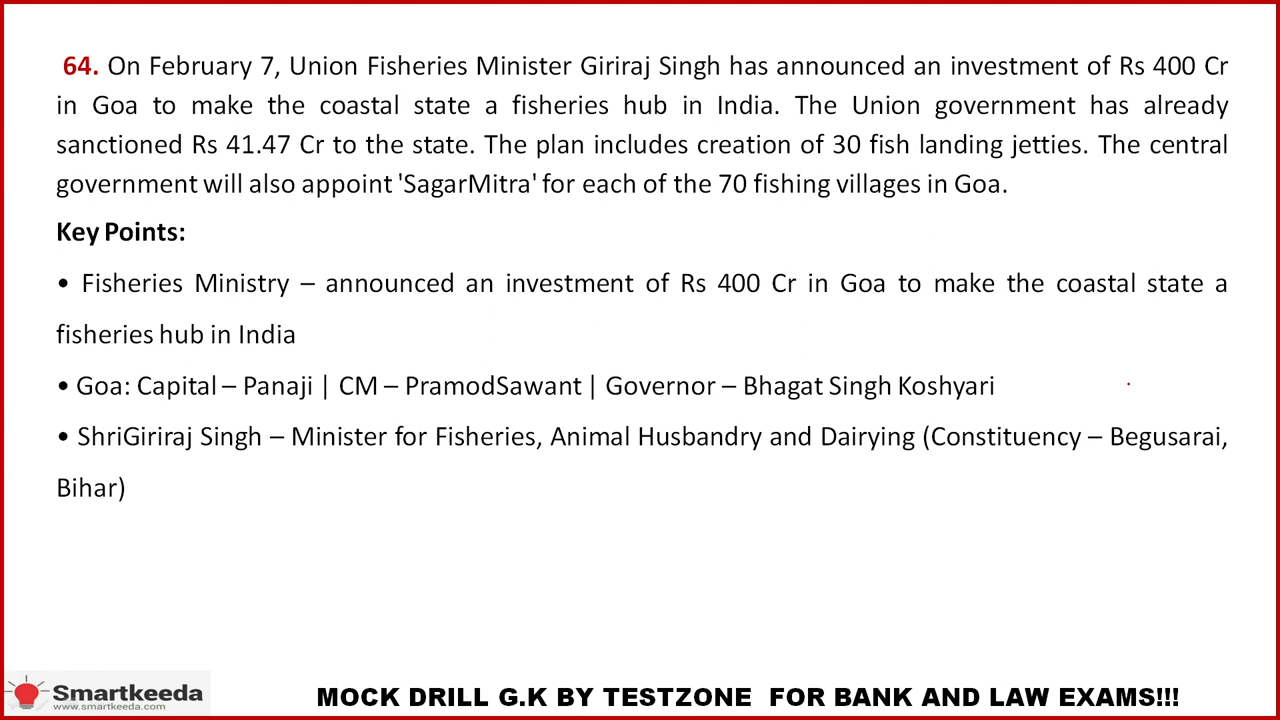 64. On February 7, Union Fisheries Minister Giriraj Singh has announced an investment of Rs 400 Cr
in Goa to make the coastal state a fisheries hub in India. The Union government has already
sanctioned Rs 41.47 Cr to the state. The plan includes creation of 30 fish landing jetties. The central
government will also appoint 'SagarMitra' for each of the 70 fishing villages in Goa.
Key Points:
• Fisheries Ministry – announced an investment of Rs 400 Cr in Goa to make the coastal state a
fisheries hub in India
• Goa: Capital – Panaji | CM – PramodSawant | Governor – Bhagat Singh Koshyari
• ShriGiriraj Singh – Minister for Fisheries, Animal Husbandry and Dairying (Constituency – Begusarai,
Bihar)
Smartkeeda
www.smartkeeda.com
MOCK DRILL G.K BY TESTZONE FOR BANK AND LAW EXAMS!!!